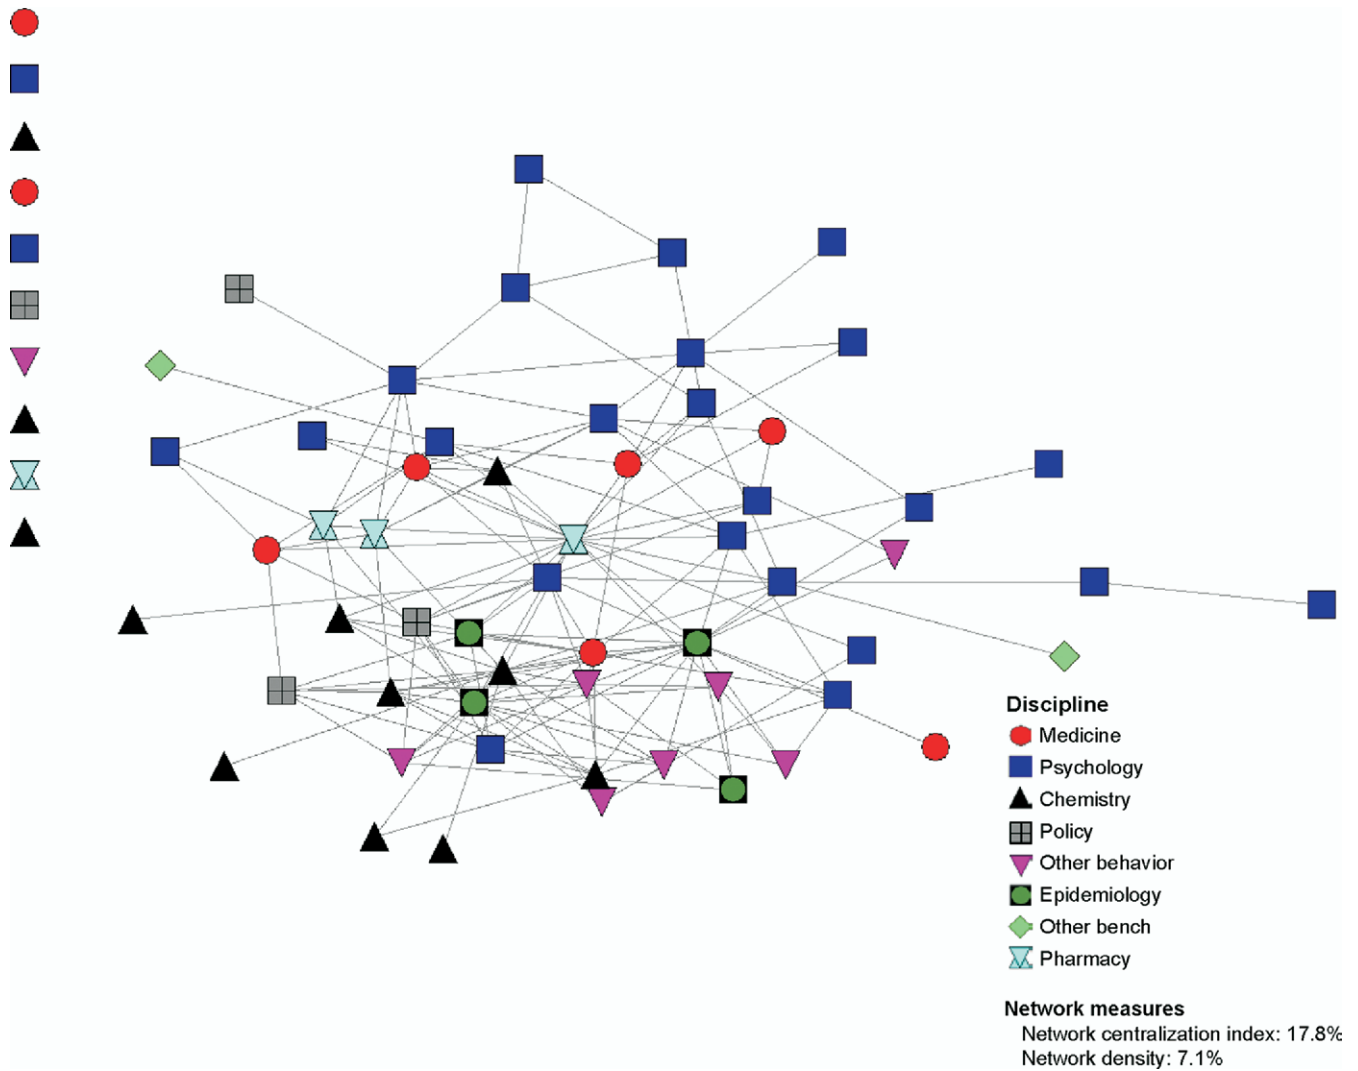 Discipline
Medicine
Psychology
Chemistry
Policy
Other behavior
Epidemiology
Other bench
Pharmacy
Network measures
Network centralization index: 17.8%
Network density: 7.1%